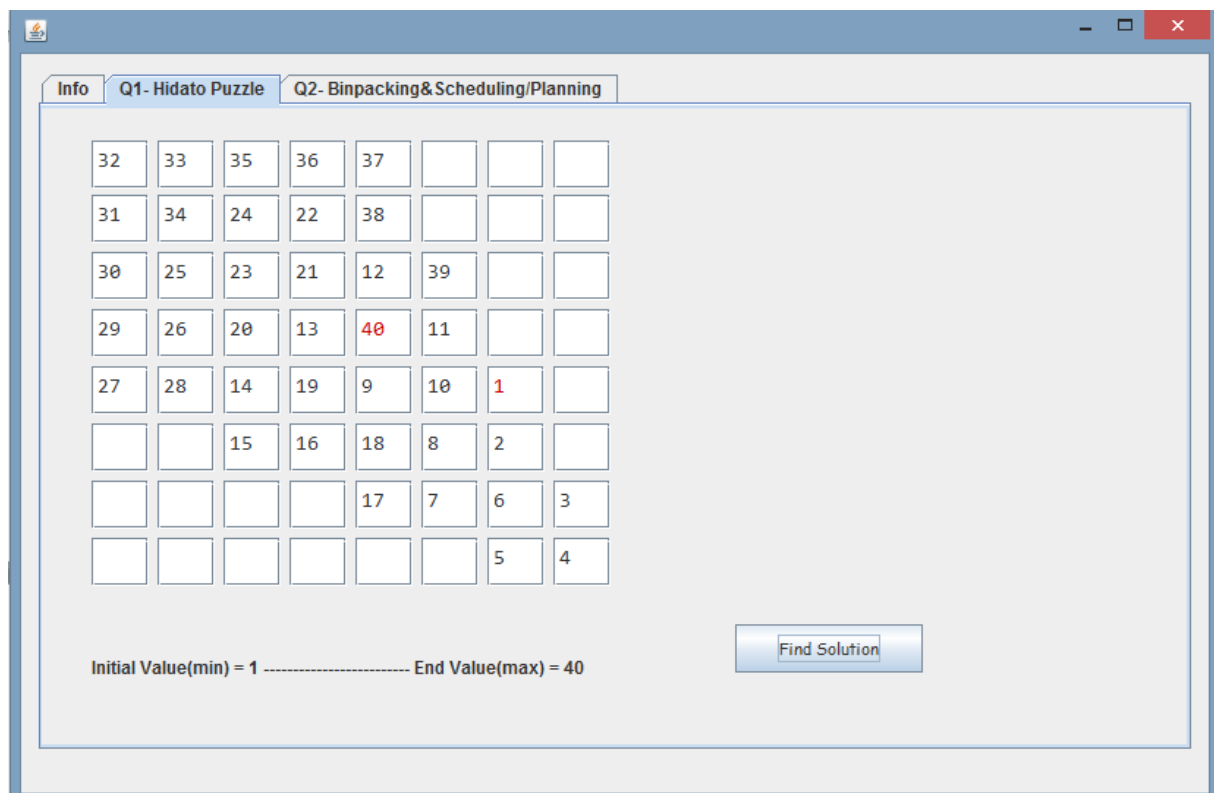 Info Q1- Hidato Puzzle Q2- Binpacking&Scheduling/Planning
32 33 35 36 37
31 34 24 22 38
30 25 23 21 12 39
29 26 20 13 40 11
27 28 14 19 9 10 1
15 16 18 8 2
17 7 6 3
5 4
Find Solution
Initial Value(min) = 1 ------------------------- End Value(max) = 40